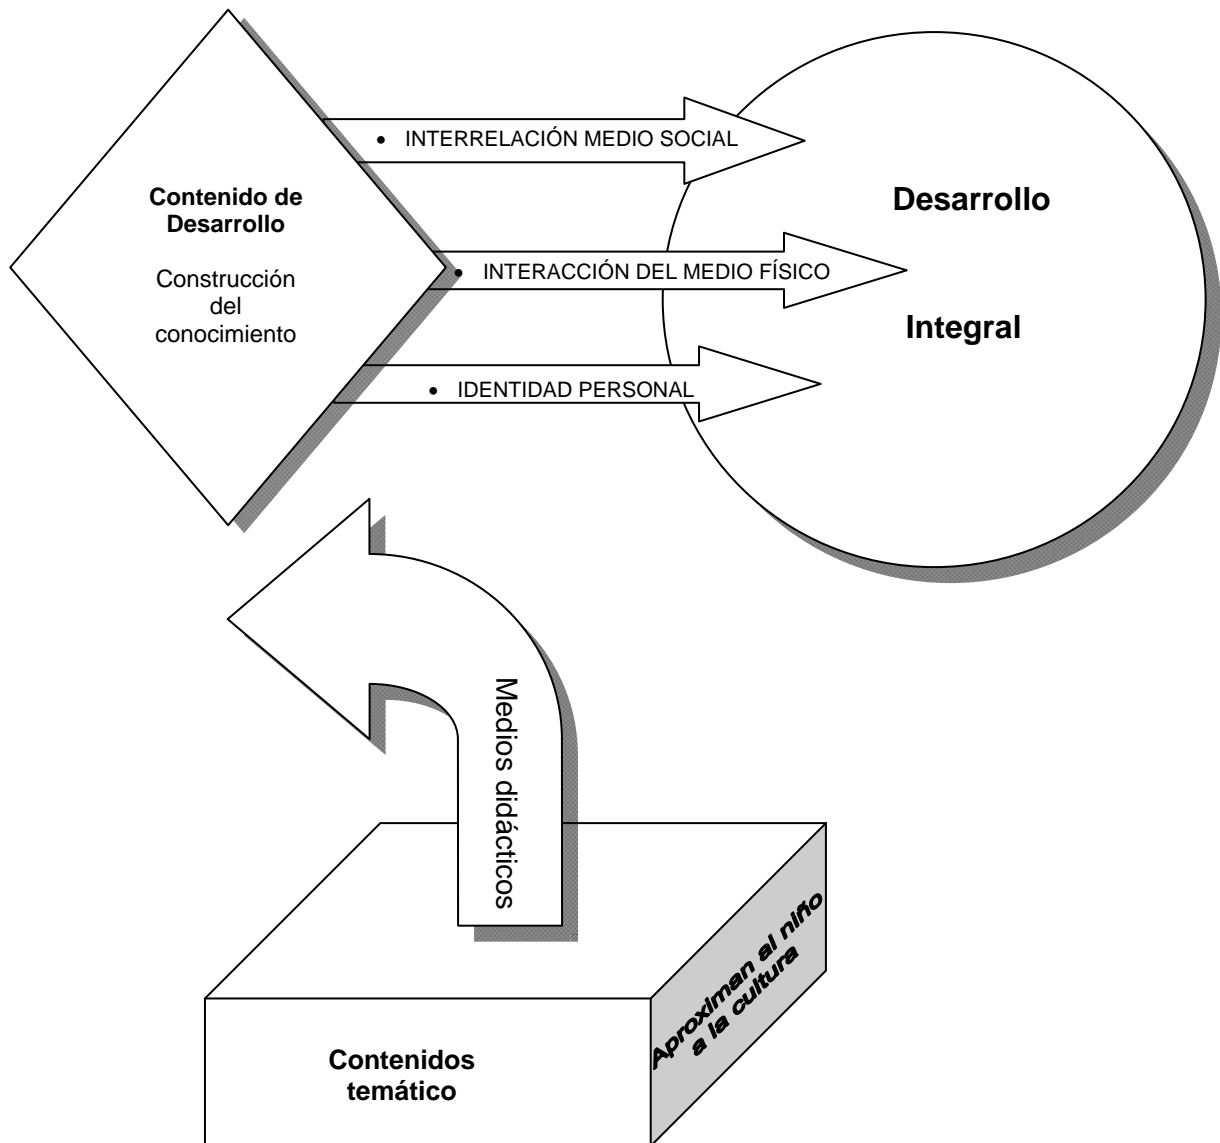 • INTERRELACIÓN MEDIO SOCIAL
Contenido de
Desarrollo
Construcción
del
conocimiento
Desarrollo
• INTERACCIÓN DEL MEDIO FÍSICO
Integral
• IDENTIDAD PERSONAL
Medios didácticos
Aproximan al niño
a la cultura
Contenidos
temático